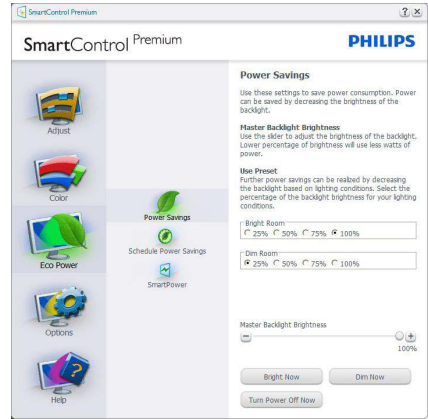 SmartControl Premium
? ×
SmartControl Premium
PHILIPS
Adjust
Color
Eco Power
Options
Help
Power Savings
Schedule Power Savings
SmartPower
Power Savings
Use these settings to save power consumption. Power
can be saved by decreasing the brightness of the
backlight.
Master Backlight Brightness
Use the slider to adjust the brightness of the backlight.
Lower percentage of brightness will use less watts of
power.
Use Preset
Further power savings can be realized by decreasing
the backlight based on lighting conditions. Select the
percentage of the backlight brightness for your lighting
conditions.
Bright Room
25% 50% 75% 100%
Dim Room
25% 50% 75% 100%
Master Backlight Brightness
100%
Bright Now Dim Now
Turn Power Off Now